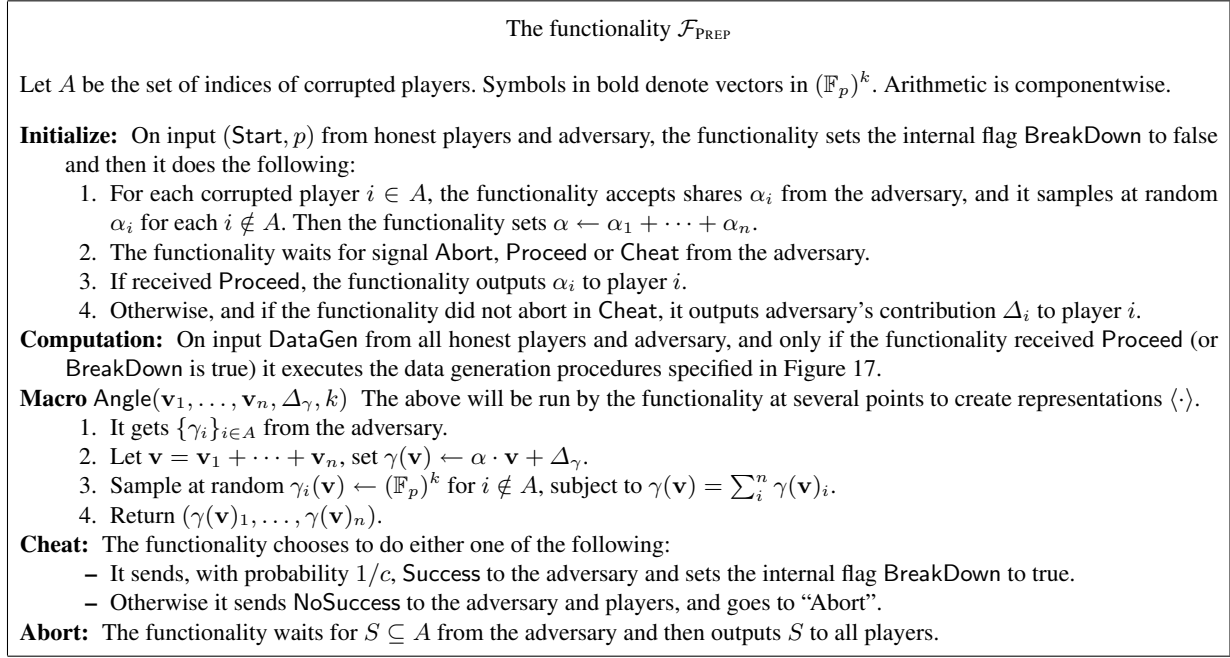 The functionality F_PREP
Let A be the set of indices of corrupted players. Symbols in bold denote vectors in (𝔽_p)^k. Arithmetic is componentwise.
Initialize: On input (Start, p) from honest players and adversary, the functionality sets the internal flag BreakDown to false
and then it does the following:
1. For each corrupted player i ∈ A, the functionality accepts shares α_i from the adversary, and it samples at random
α_i for each i ∉ A. Then the functionality sets α ← α_1 + · · · + α_n.
2. The functionality waits for signal Abort, Proceed or Cheat from the adversary.
3. If received Proceed, the functionality outputs α_i to player i.
4. Otherwise, and if the functionality did not abort in Cheat, it outputs adversary's contribution Δ_i to player i.
Computation: On input DataGen from all honest players and adversary, and only if the functionality received Proceed (or
BreakDown is true) it executes the data generation procedures specified in Figure 17.
Macro Angle(v_1, . . . , v_n, Δ_γ, k) The above will be run by the functionality at several points to create representations ⟨·⟩.
1. It gets {γ_i}_{i∈A} from the adversary.
2. Let v = v_1 + · · · + v_n, set γ(v) ← α · v + Δ_γ.
3. Sample at random γ_i(v) ← (𝔽_p)^k for i ∉ A, subject to γ(v) = ∑_i^n γ(v)_i.
4. Return (γ(v)_1, . . . , γ(v)_n).
Cheat: The functionality chooses to do either one of the following:
– It sends, with probability 1/c, Success to the adversary and sets the internal flag BreakDown to true.
– Otherwise it sends NoSuccess to the adversary and players, and goes to “Abort”.
Abort: The functionality waits for S ⊆ A from the adversary and then outputs S to all players.